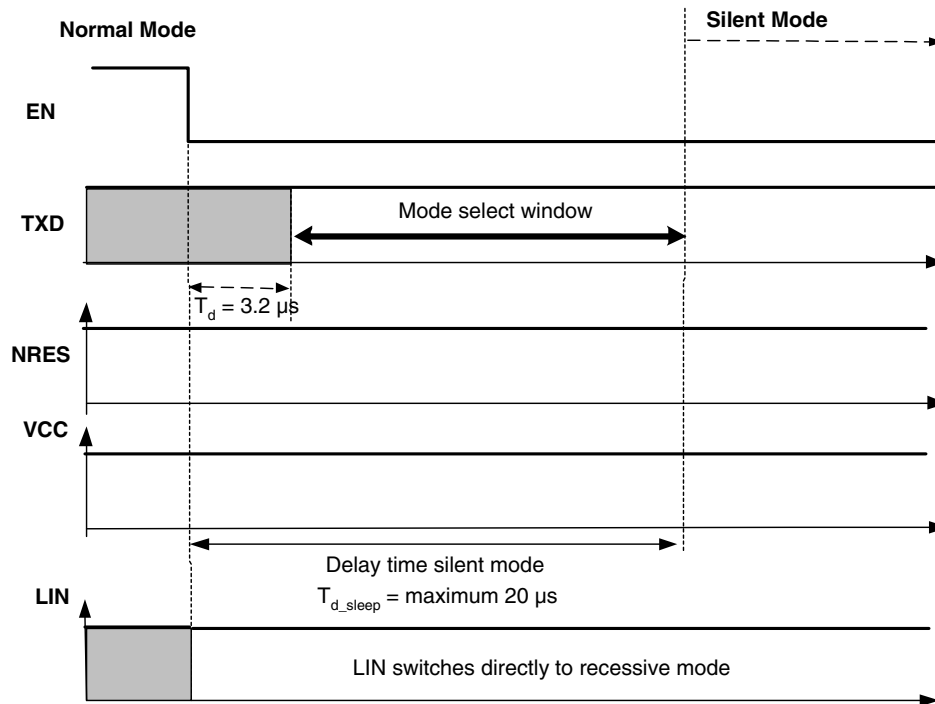 Normal Mode
Silent Mode
EN
TXD
Mode select window
T_d = 3.2 µs
NRES
VCC
Delay time silent mode
T_d_sleep = maximum 20 µs
LIN
LIN switches directly to recessive mode